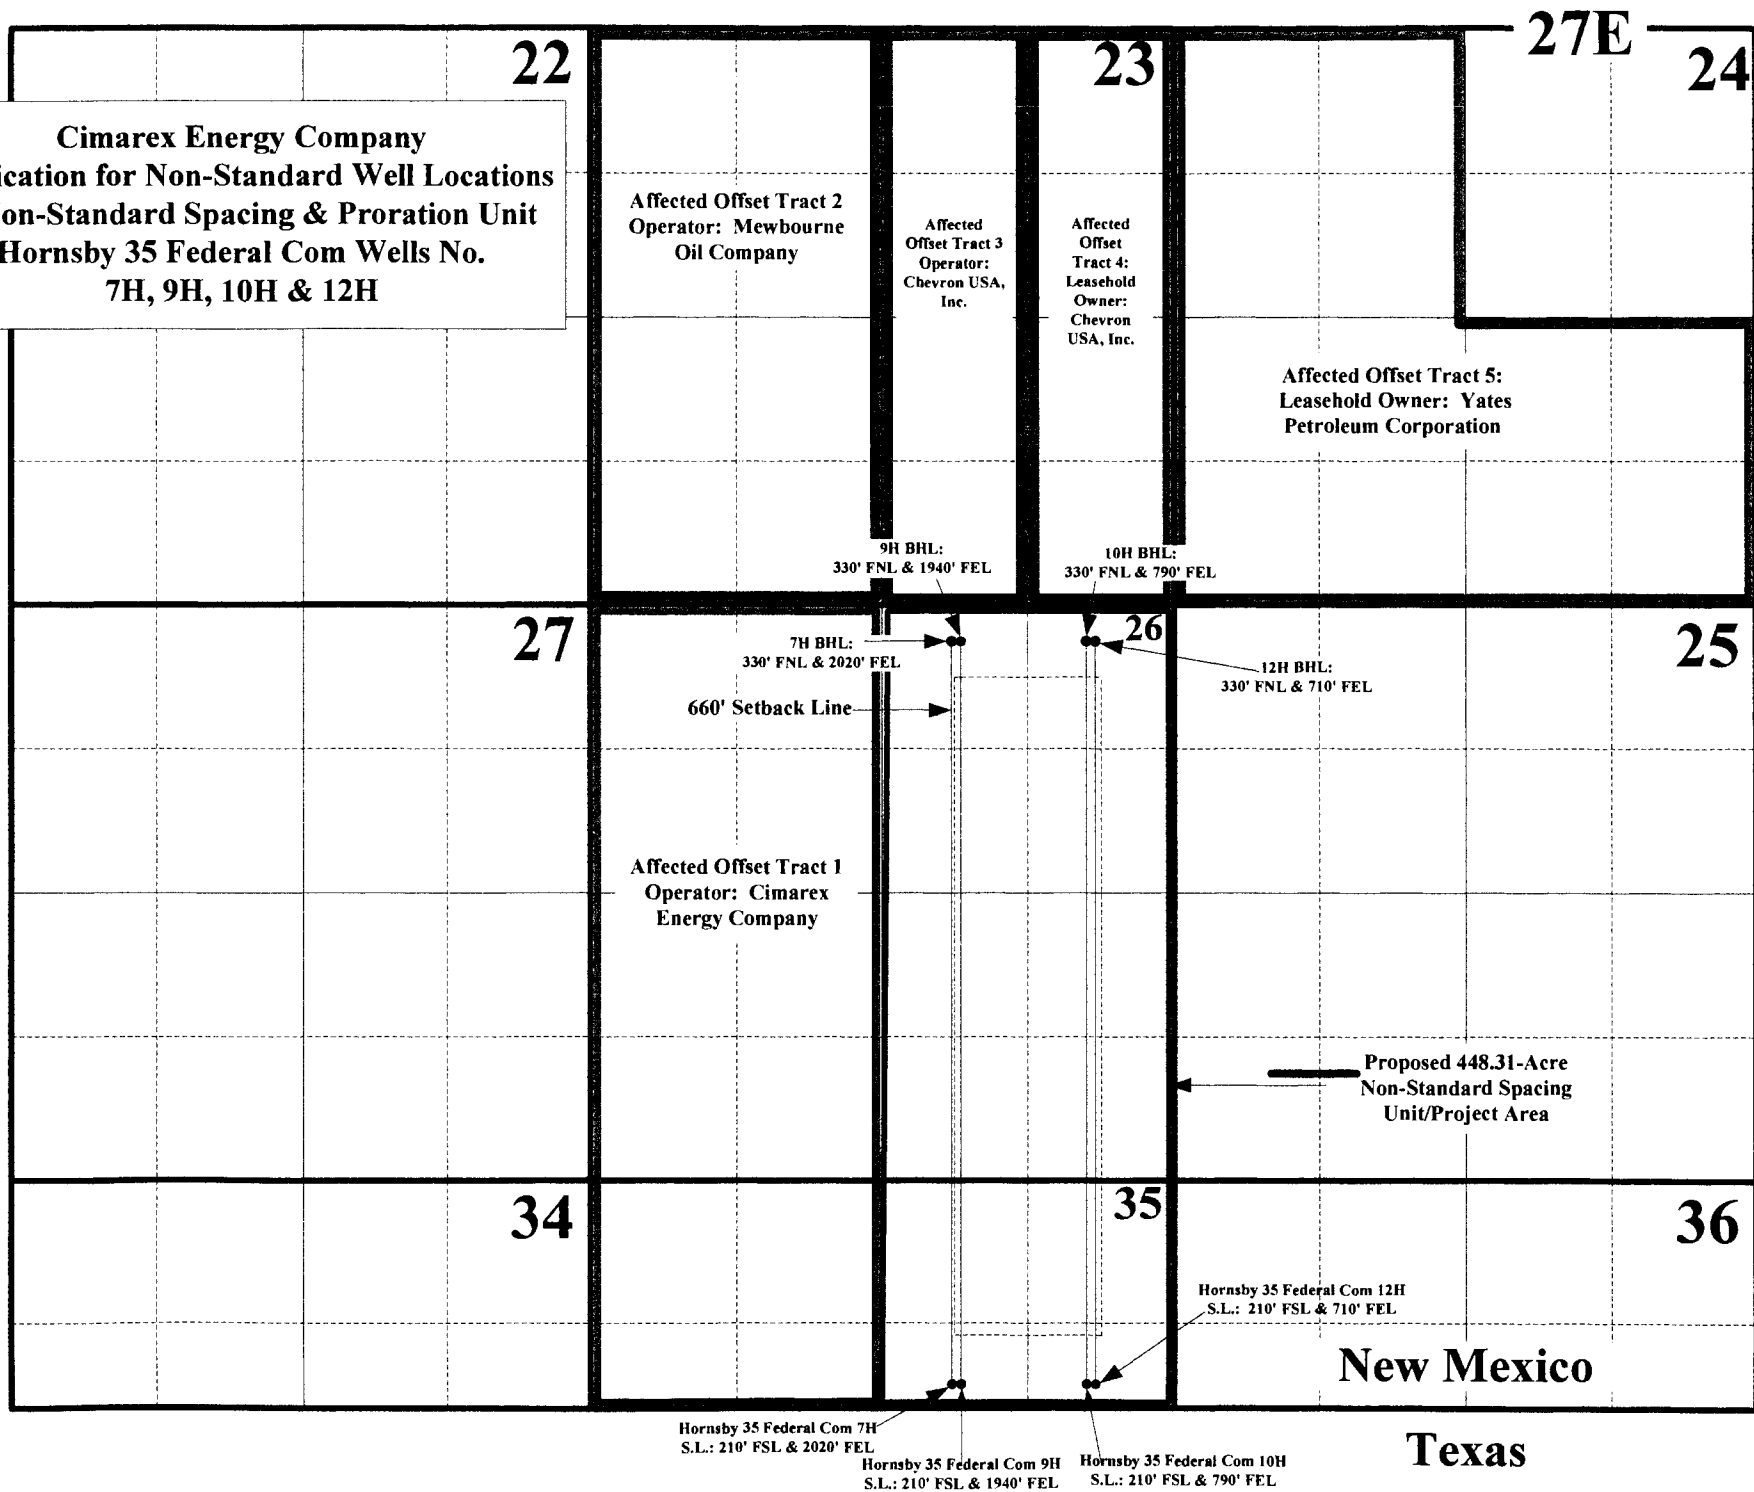 27E
22
23
24
Cimarex Energy Company
ication for Non-Standard Well Locations
on-Standard Spacing & Proration Unit
Hornsby 35 Federal Com Wells No.
7H, 9H, 10H & 12H
Affected Offset Tract 2
Operator: Mewbourne
Oil Company
Affected
Offset Tract 3
Operator:
Chevron USA,
Inc.
Affected
Offset
Tract 4:
Leasehold
Owner:
Chevron
USA, Inc.
Affected Offset Tract 5:
Leasehold Owner: Yates
Petroleum Corporation
9H BHL:
330' FNL & 1940' FEL
10H BHL:
330' FNL & 790' FEL
27
26
25
7H BHL:
330' FNL & 2020' FEL
12H BHL:
330' FNL & 710' FEL
660' Setback Line
Affected Offset Tract 1
Operator: Cimarex
Energy Company
Proposed 448.31-Acre
Non-Standard Spacing
Unit/Project Area
34
35
36
Hornsby 35 Federal Com 12H
S.L.: 210' FSL & 710' FEL
New Mexico
Texas
Hornsby 35 Federal Com 7H
S.L.: 210' FSL & 2020' FEL
Hornsby 35 Federal Com 9H
S.L.: 210' FSL & 1940' FEL
Hornsby 35 Federal Com 10H
S.L.: 210' FSL & 790' FEL